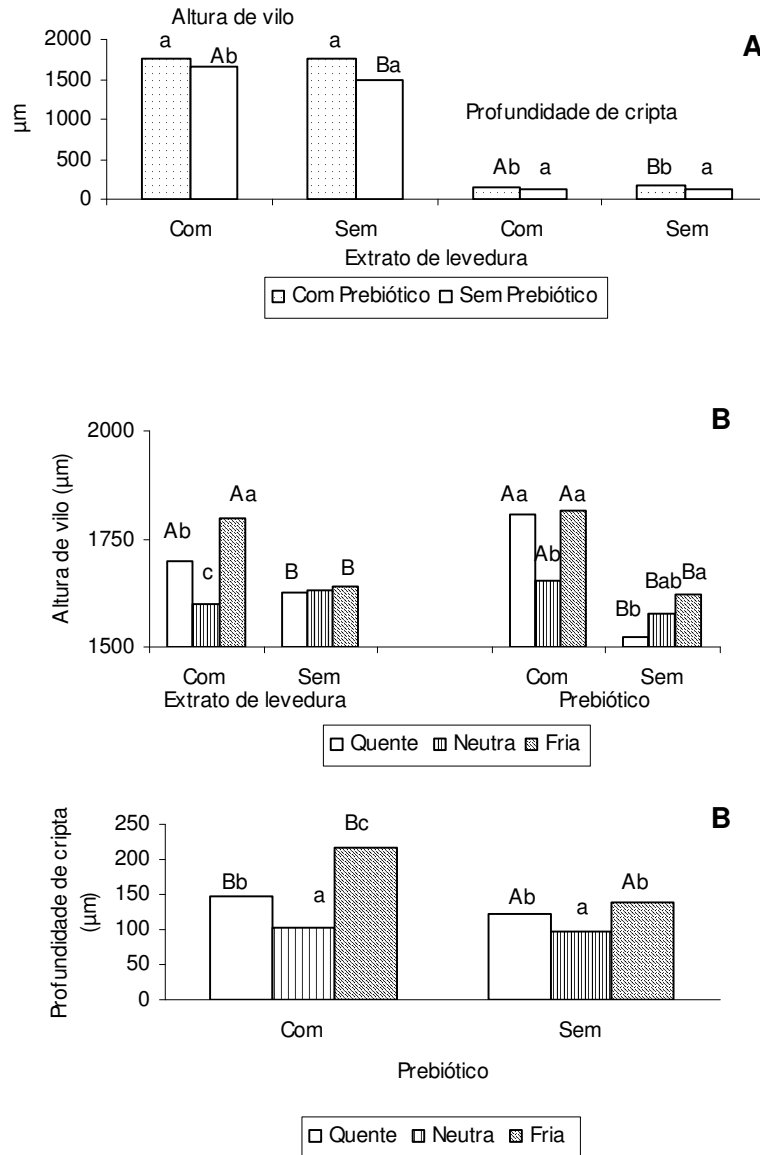 Altura de vilo
A
2000
1500
1000
500
0
µm
a
Ab
a
Ba
Profundidade de cripta
Ab
a
Bb
a
Com
Sem
Com
Sem
Extrato de levedura
Com Prebiótico
Sem Prebiótico
B
2000
1750
1500
Altura de vilo (µm)
Ab
c
Aa
B
B
Aa
Ab
Aa
Bb
Bab
Ba
Com
Sem
Com
Sem
Extrato de levedura
Prebiótico
Quente
Neutra
Fria
B
250
200
150
100
50
0
Profundidade de cripta
(µm)
Bb
a
Bc
Ab
a
Ab
Com
Sem
Prebiótico
Quente
Neutra
Fria